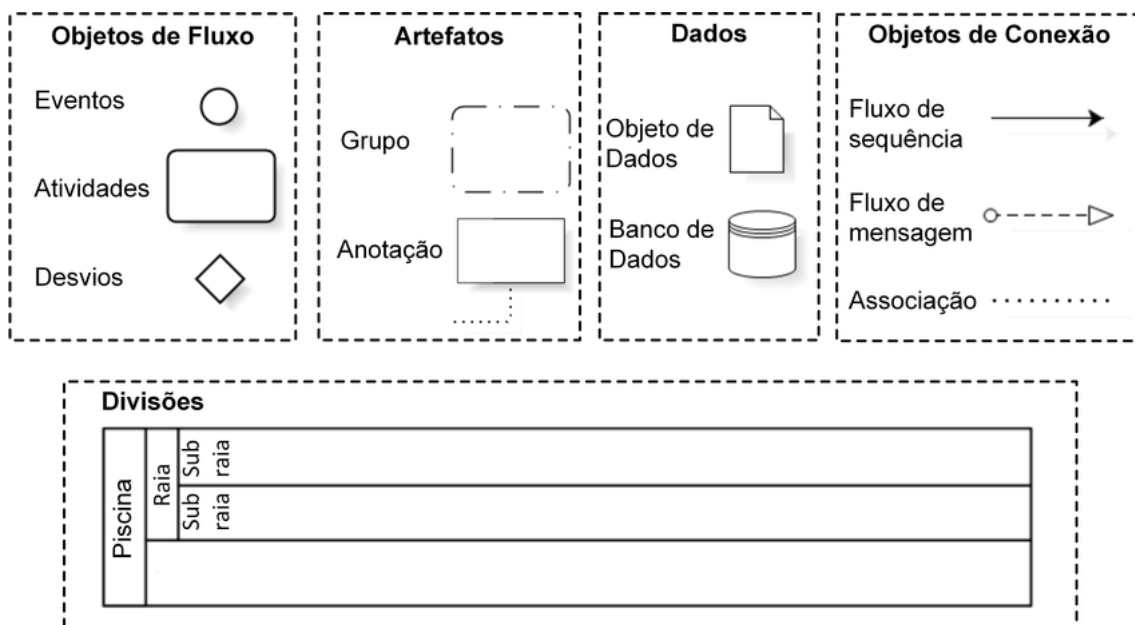 Objetos de Fluxo
Eventos
Atividades
Desvios
Artefatos
Grupo
Anotação
Dados
Objeto de
Dados
Banco de
Dados
Objetos de Conexão
Fluxo de
sequência
Fluxo de
mensagem
Associação
Divisões
Piscina
Raia
Sub
raia
Sub
raia